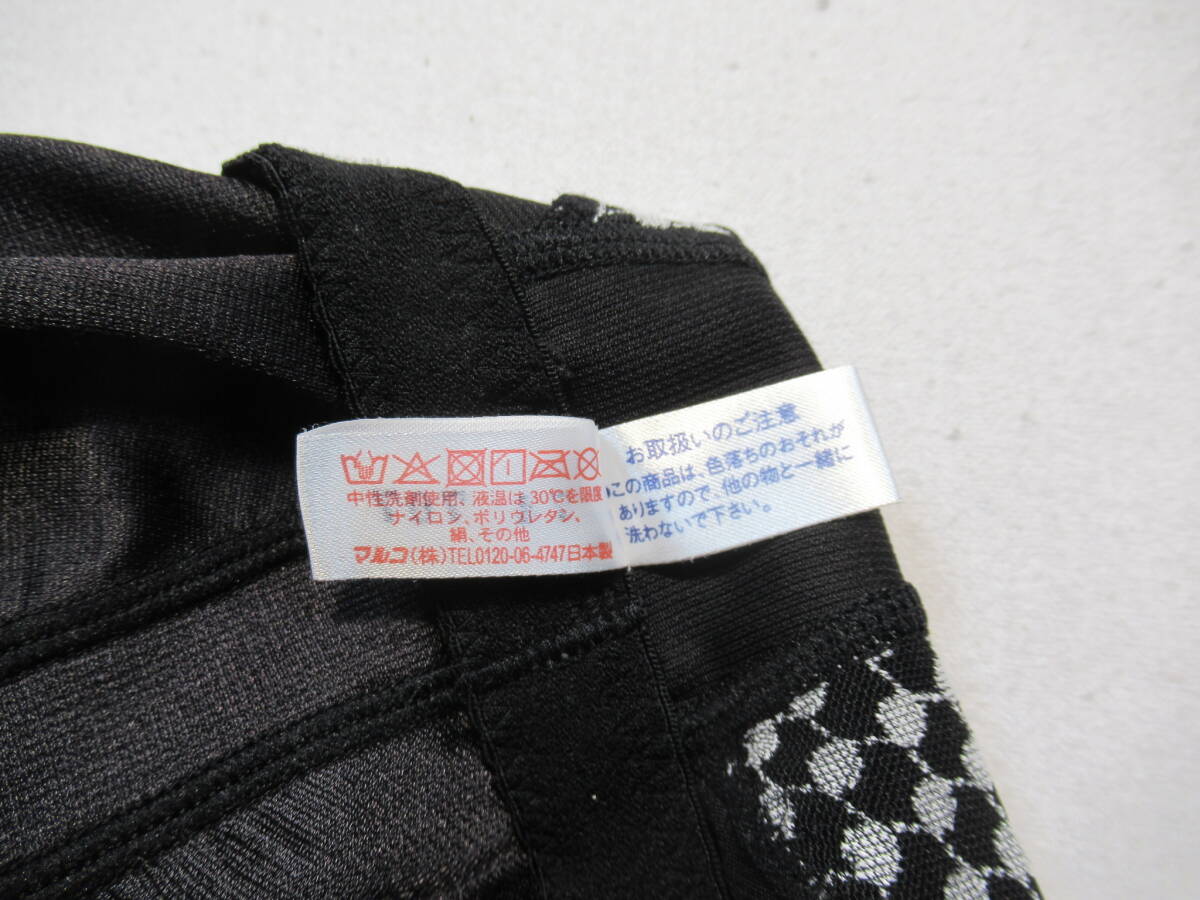 中性洗剤使用、液温は30℃を限度
ナイロン、ポリウレタン、
絹、その他
マルコ(株)TEL0120-06-4747日本製
お取扱いのご注意
この商品は、色落ちのおそれが
ありますので、他の物と一緒に
洗わないで下さい。